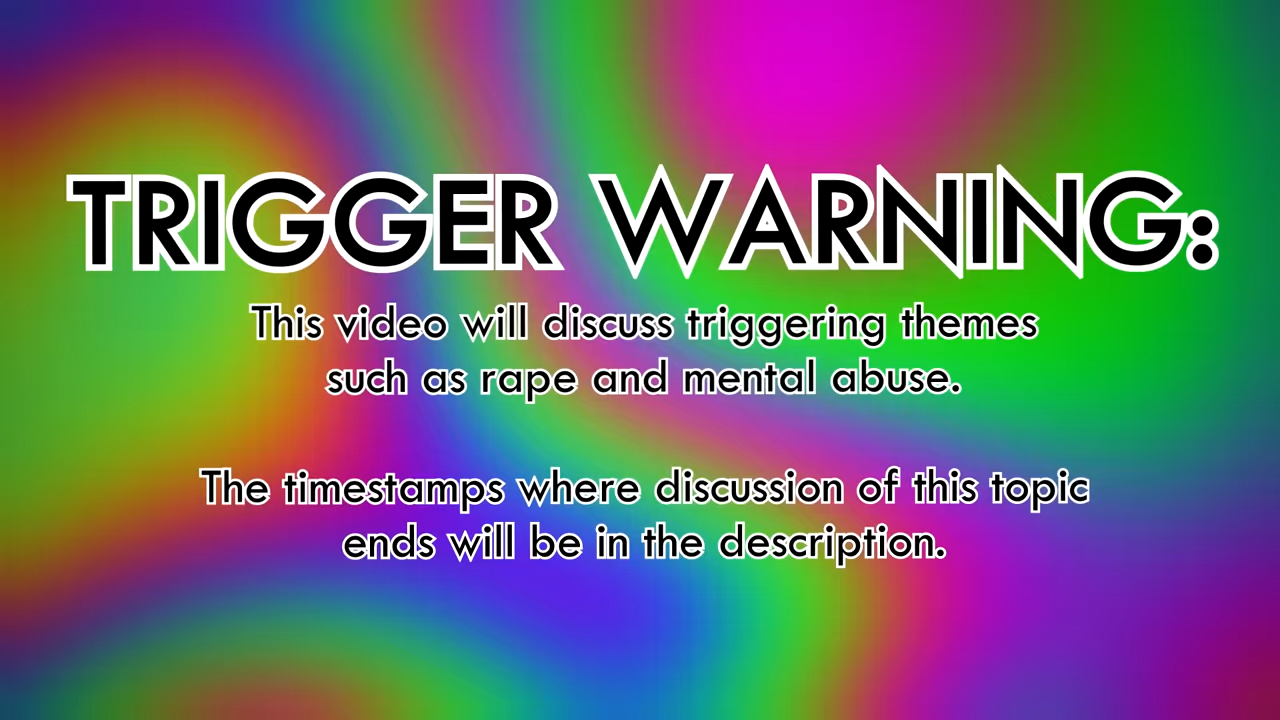 TRIGGER WARNING:
This video will discuss triggering themes
such as rape and mental abuse.
The timestamps where discussion of this topic
ends will be in the description.